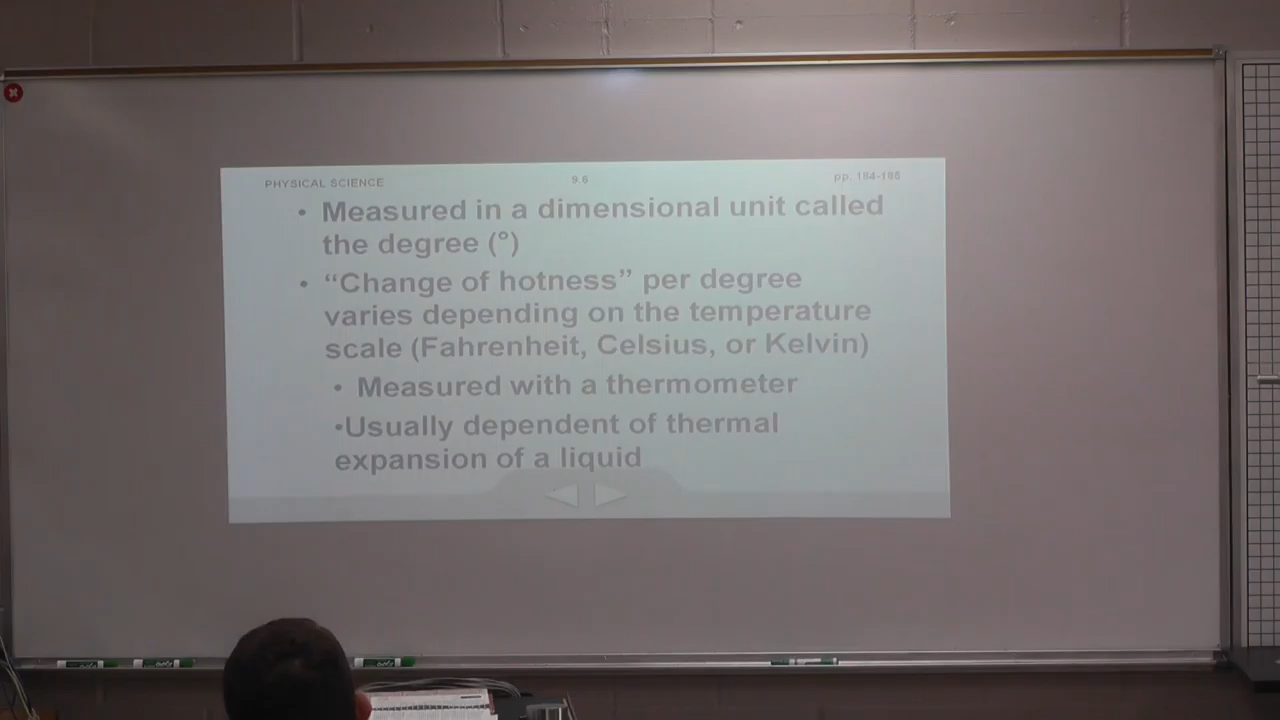 PHYSICAL SCIENCE 9.6 pp. 184-186
• Measured in a dimensional unit called
the degree (°)
• “Change of hotness” per degree
varies depending on the temperature
scale (Fahrenheit, Celsius, or Kelvin)
• Measured with a thermometer
•Usually dependent of thermal
expansion of a liquid